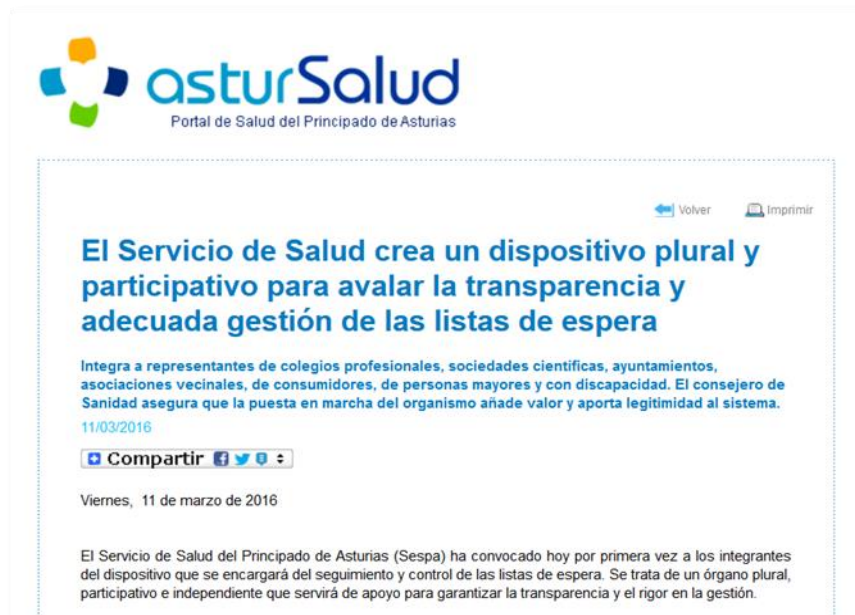 asturSalud
Portal de Salud del Principado de Asturias
Volver Imprimir
El Servicio de Salud crea un dispositivo plural y
participativo para avalar la transparencia y
adecuada gestión de las listas de espera
Integra a representantes de colegios profesionales, sociedades científicas, ayuntamientos,
asociaciones vecinales, de consumidores, de personas mayores y con discapacidad. El consejero de
Sanidad asegura que la puesta en marcha del organismo añade valor y aporta legitimidad al sistema.
11/03/2016
Compartir
Viernes, 11 de marzo de 2016
El Servicio de Salud del Principado de Asturias (Sespa) ha convocado hoy por primera vez a los integrantes
del dispositivo que se encargará del seguimiento y control de las listas de espera. Se trata de un órgano plural,
participativo e independiente que servirá de apoyo para garantizar la transparencia y el rigor en la gestión.